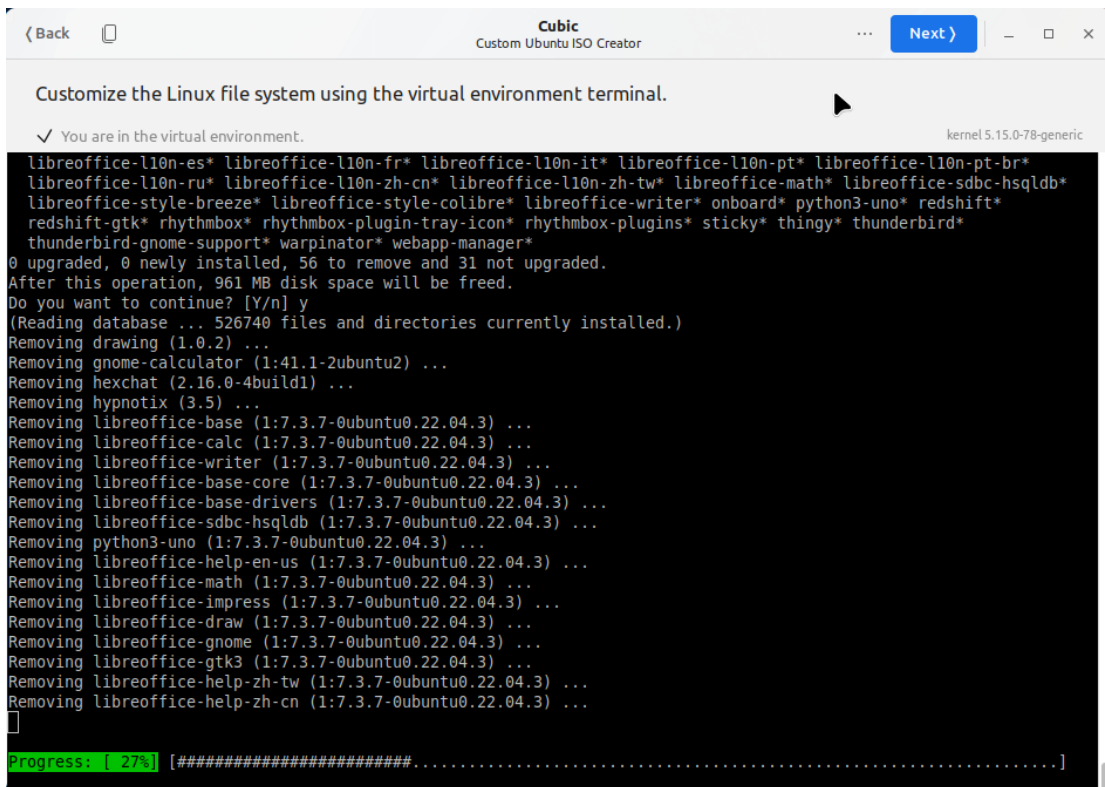 Back
Cubic
Custom Ubuntu ISO Creator
...
Next
Customize the Linux file system using the virtual environment terminal.
✓ You are in the virtual environment.
kernel 5.15.0-78-generic
libreoffice-l10n-es* libreoffice-l10n-fr* libreoffice-l10n-it* libreoffice-l10n-pt* libreoffice-l10n-pt-br*
libreoffice-l10n-ru* libreoffice-l10n-zh-cn* libreoffice-l10n-zh-tw* libreoffice-math* libreoffice-sdbc-hsqldb*
libreoffice-style-breeze* libreoffice-style-colibre* libreoffice-writer* onboard* python3-uno* redshift*
redshift-gtk* rhythmbox* rhythmbox-plugin-tray-icon* rhythmbox-plugins* sticky* thingy* thunderbird*
thunderbird-gnome-support* warpinator* webapp-manager*
0 upgraded, 0 newly installed, 56 to remove and 31 not upgraded.
After this operation, 961 MB disk space will be freed.
Do you want to continue? [Y/n] y
(Reading database ... 526740 files and directories currently installed.)
Removing drawing (1.0.2) ...
Removing gnome-calculator (1:41.1-2ubuntu2) ...
Removing hexchat (2.16.0-4build1) ...
Removing hypnotix (3.5) ...
Removing libreoffice-base (1:7.3.7-0ubuntu0.22.04.3) ...
Removing libreoffice-calc (1:7.3.7-0ubuntu0.22.04.3) ...
Removing libreoffice-writer (1:7.3.7-0ubuntu0.22.04.3) ...
Removing libreoffice-base-core (1:7.3.7-0ubuntu0.22.04.3) ...
Removing libreoffice-base-drivers (1:7.3.7-0ubuntu0.22.04.3) ...
Removing libreoffice-sdbc-hsqldb (1:7.3.7-0ubuntu0.22.04.3) ...
Removing python3-uno (1:7.3.7-0ubuntu0.22.04.3) ...
Removing libreoffice-help-en-us (1:7.3.7-0ubuntu0.22.04.3) ...
Removing libreoffice-math (1:7.3.7-0ubuntu0.22.04.3) ...
Removing libreoffice-impress (1:7.3.7-0ubuntu0.22.04.3) ...
Removing libreoffice-draw (1:7.3.7-0ubuntu0.22.04.3) ...
Removing libreoffice-gnome (1:7.3.7-0ubuntu0.22.04.3) ...
Removing libreoffice-gtk3 (1:7.3.7-0ubuntu0.22.04.3) ...
Removing libreoffice-help-zh-tw (1:7.3.7-0ubuntu0.22.04.3) ...
Removing libreoffice-help-zh-cn (1:7.3.7-0ubuntu0.22.04.3) ...
Progress: [ 27%] [#########################.....................................................................]